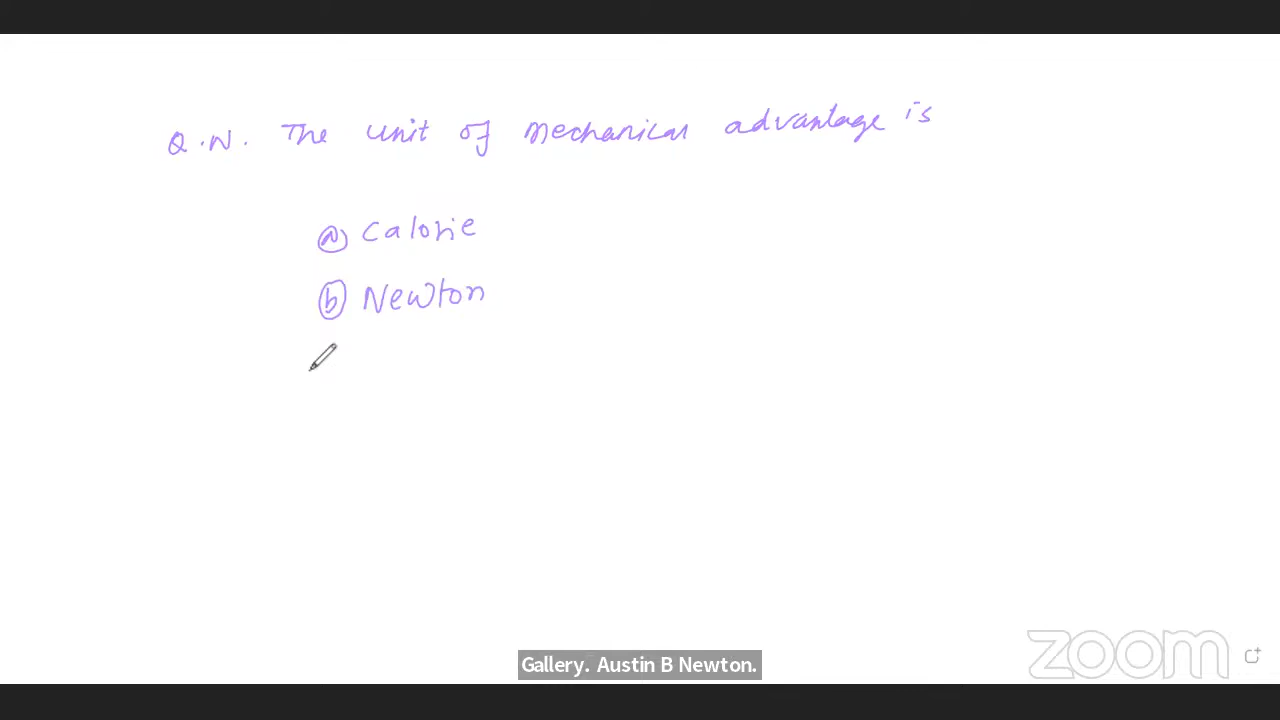 Q.N. The unit of mechanical advantage is
(a) Calorie
(b) Newton
Gallery. Austin B Newton.
zoom